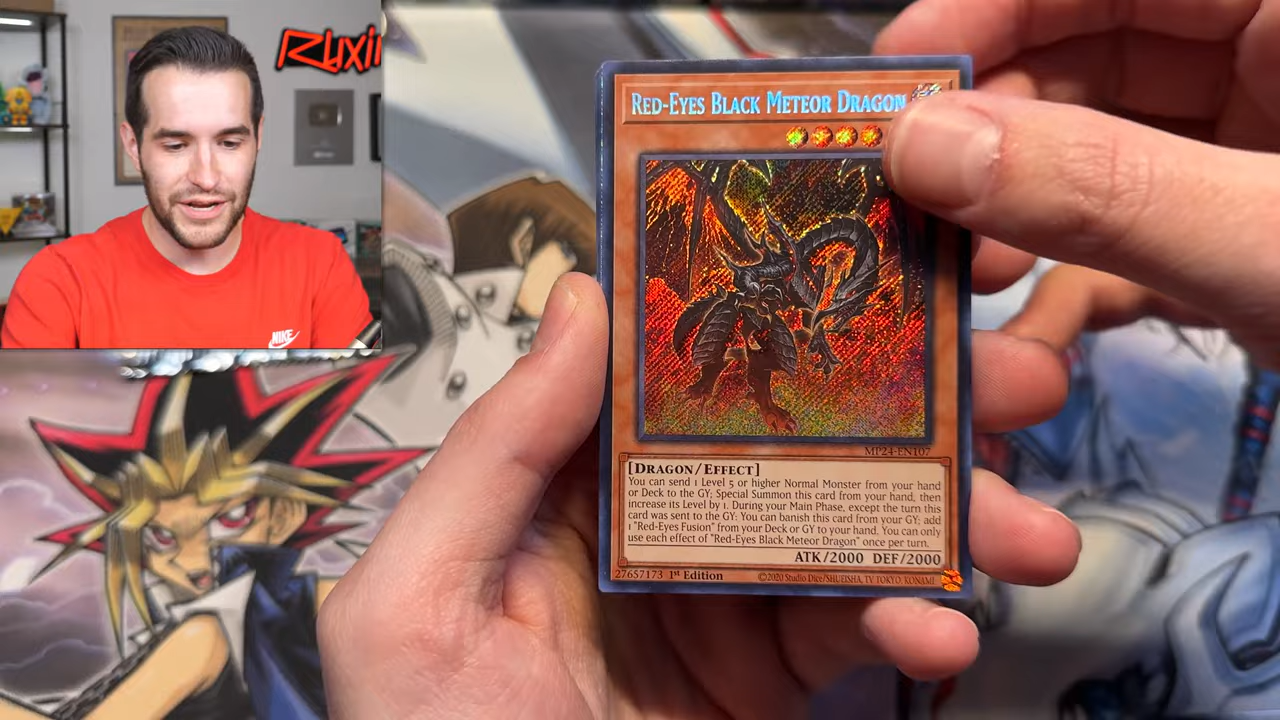 Ruxi
NIKE
RED-EYES BLACK METEOR DRAGON
MP24-EN107
[DRAGON/EFFECT]
You can send 1 Level 5 or higher Normal Monster from your hand
or Deck to the GY; Special Summon this card from your hand, then
increase its Level by 1. During your Main Phase, except the turn this
card was sent to the GY: You can banish this card from your GY; add
1 "Red-Eyes Fusion" from your Deck or GY to your hand. You can only
use each effect of "Red-Eyes Black Meteor Dragon" once per turn.
ATK/2000 DEF/2000
27657173 1st Edition ©2020 Studio Dice/SHUEISHA, TV TOKYO, KONAMI